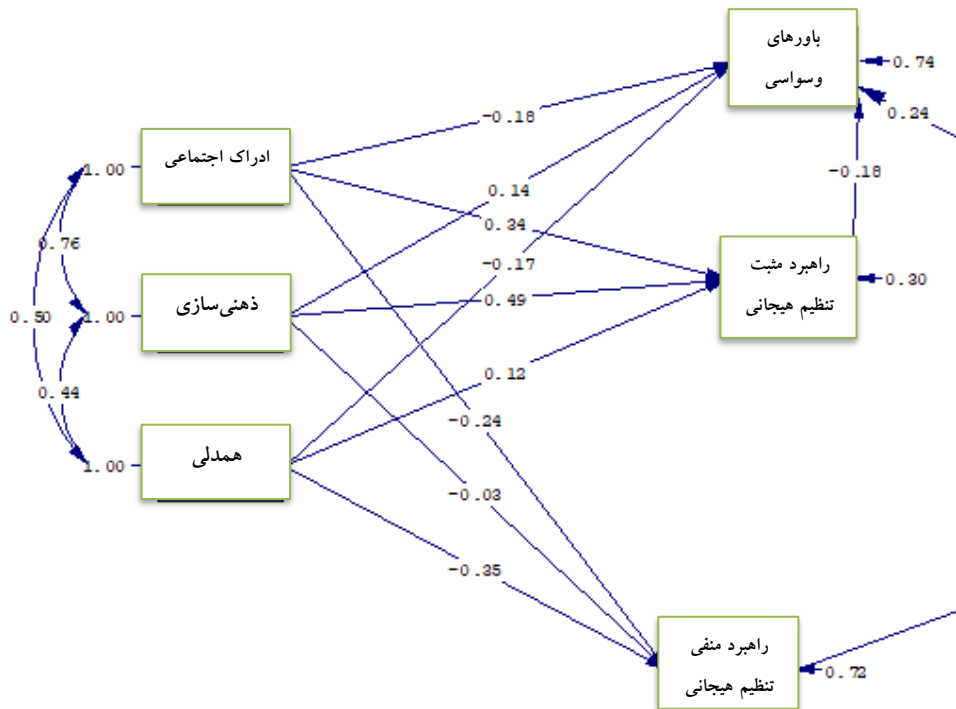 باورهای
وسواسی
0.74
0.24
-0.18
ادراک اجتماعی
1.00
0.14
-0.18
0.34
0.76
راهبرد مثبت
تنظیم هیجانی
-0.17
0.30
ذهنی‌سازی
0.49
1.00
0.50
0.12
0.44
-0.24
همدلی
1.00
-0.03
-0.35
راهبرد منفی
تنظیم هیجانی
0.72